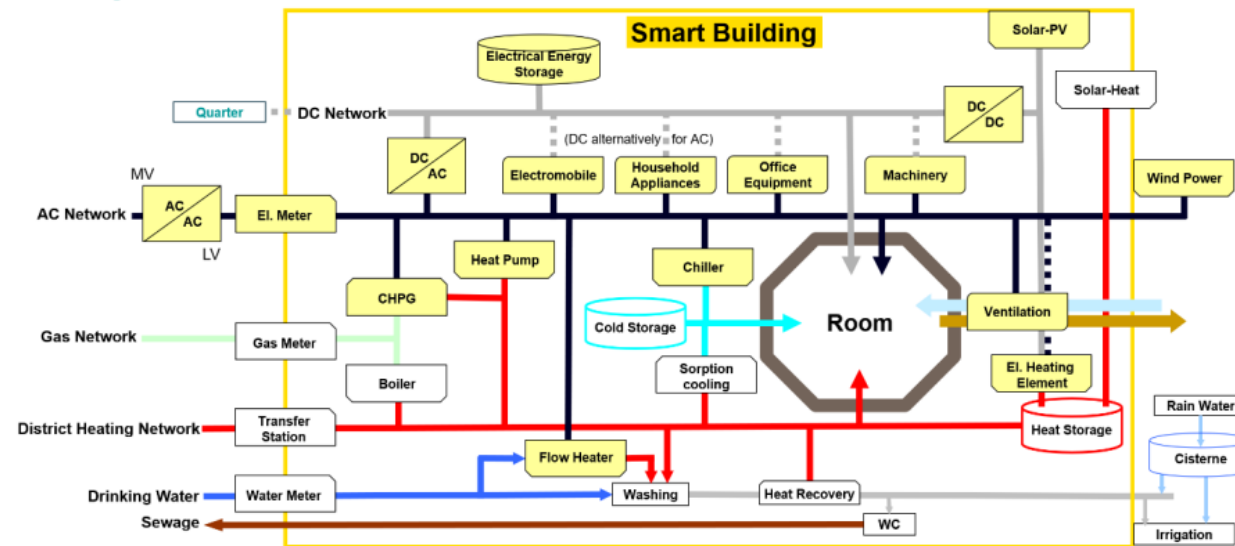 Smart Building
Solar-PV
Electrical Energy
Storage
Solar-Heat
Quarter
DC Network
DC
DC
(DC alternatively for AC)
DC
AC
Electromobile
Household
Appliances
Office
Equipment
Machinery
Wind Power
MV
AC
AC
LV
AC Network
El. Meter
Heat Pump
Chiller
CHPG
Cold Storage
Room
Ventilation
Gas Network
Gas Meter
Boiler
Sorption
cooling
El. Heating
Element
Rain Water
District Heating Network
Transfer
Station
Heat Storage
Flow Heater
Cisterne
Drinking Water
Water Meter
Washing
Heat Recovery
Sewage
WC
Irrigation